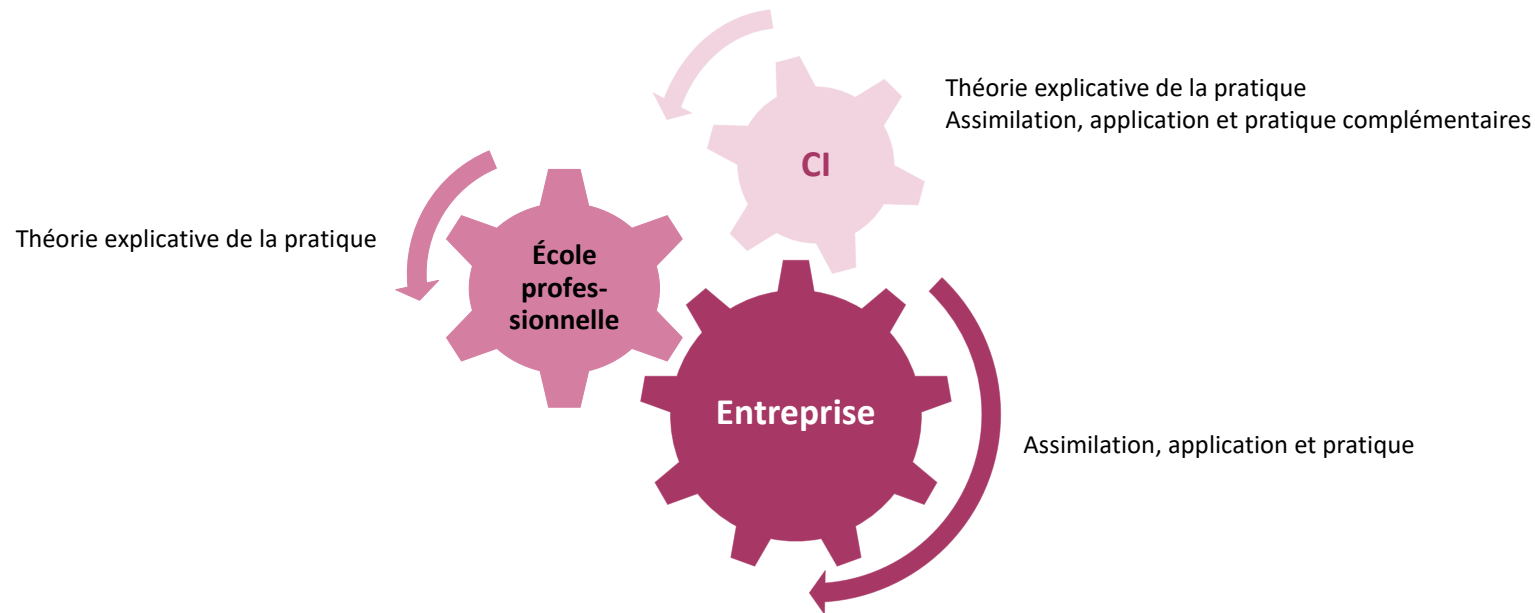 Théorie explicative de la pratique
Assimilation, application et pratique complémentaires
CI
Théorie explicative de la pratique
École
profes-
sionnelle
Entreprise
Assimilation, application et pratique